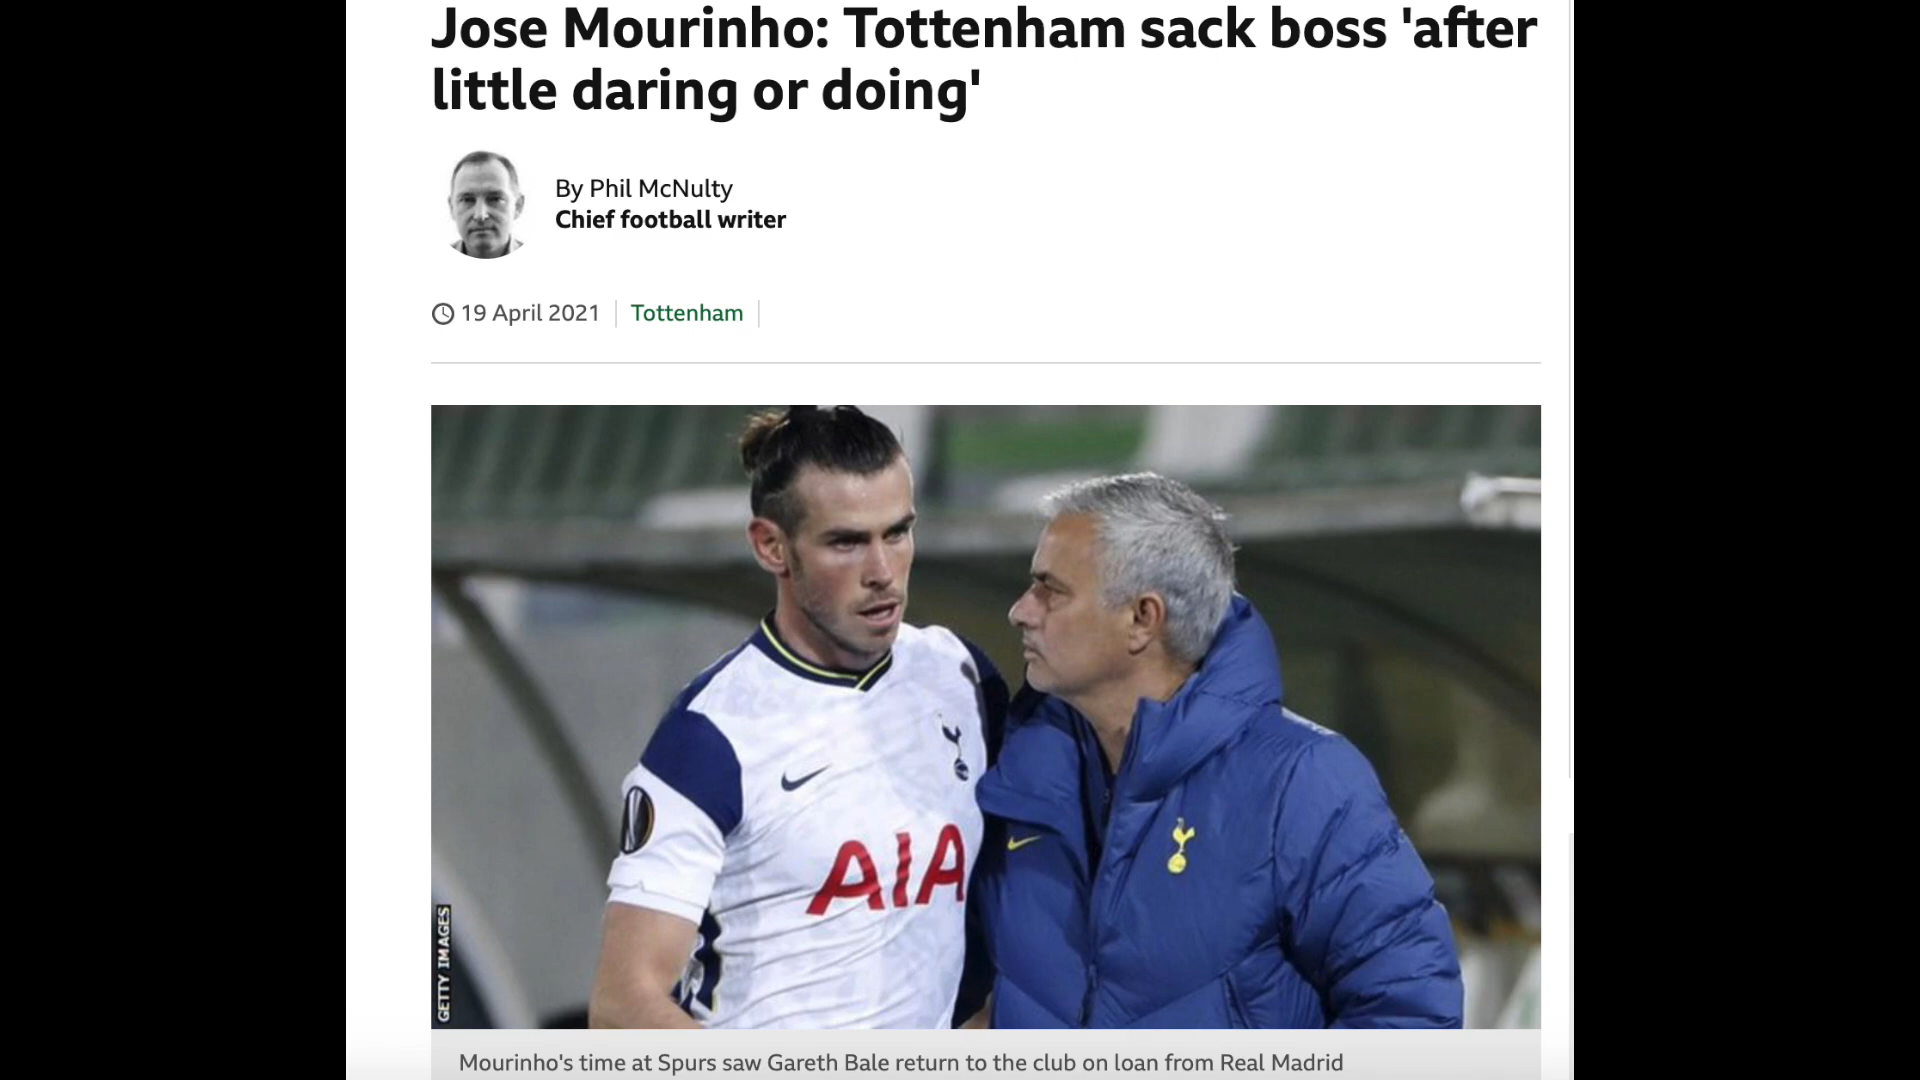 Jose Mourinho: Tottenham sack boss 'after
little daring or doing'
By Phil McNulty
Chief football writer
19 April 2021
Tottenham
AIA
GETTY IMAGES
Mourinho's time at Spurs saw Gareth Bale return to the club on loan from Real Madrid